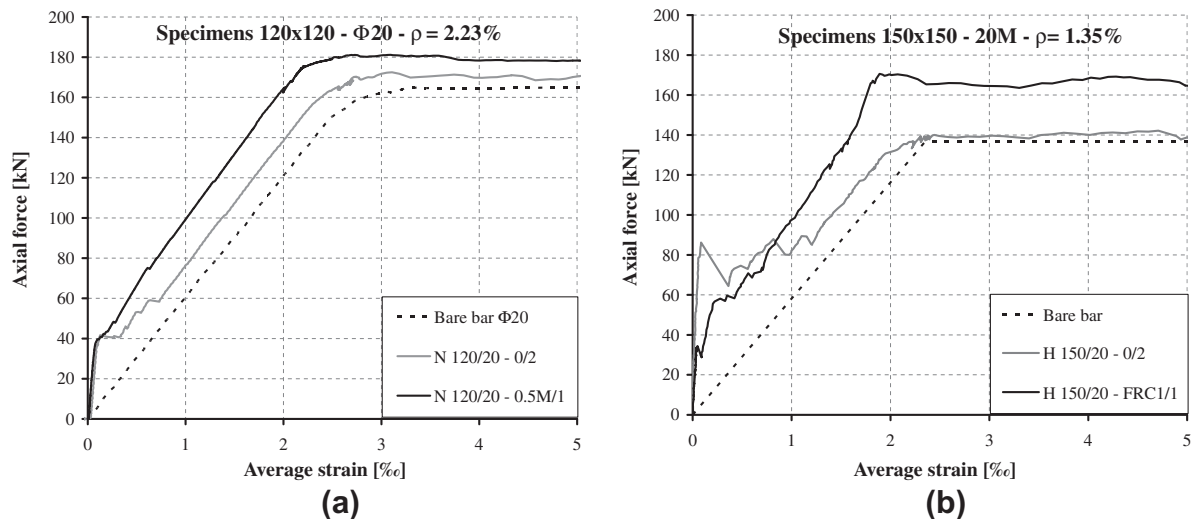 Specimens 120x120 - Φ20 - ρ = 2.23%
Axial force [kN]
200
180
160
140
120
100
80
60
40
20
0
Bare bar Φ20
N 120/20 - 0/2
N 120/20 - 0.5M/1
0 1 2 3 4 5
Average strain [‰]
(a)
Specimens 150x150 - 20M - ρ= 1.35%
Axial force [kN]
200
180
160
140
120
100
80
60
40
20
0
Bare bar
H 150/20 - 0/2
H 150/20 - FRC1/1
0 1 2 3 4 5
Average strain [‰]
(b)